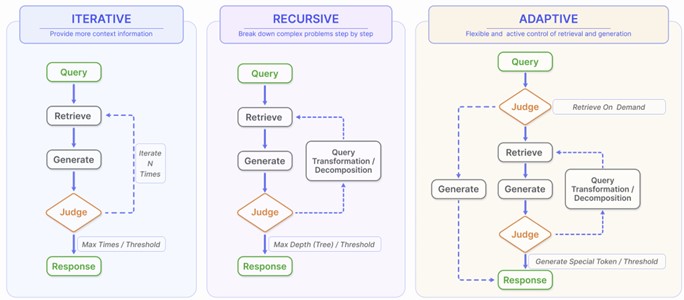 ITERATIVE
Provide more context information
Query
Retrieve
Iterate
N
Times
Generate
Judge
Max Times / Threshold
Response
RECURSIVE
Break down complex problems step by step
Query
Retrieve
Generate
Query
Transformation /
Decomposition
Judge
Max Depth (Tree) / Threshold
Response
ADAPTIVE
Flexible and active control of retrieval and generation
Query
Judge
Retrieve On Demand
Retrieve
Generate
Generate
Query
Transformation /
Decomposition
Judge
Generate Special Token / Threshold
Response